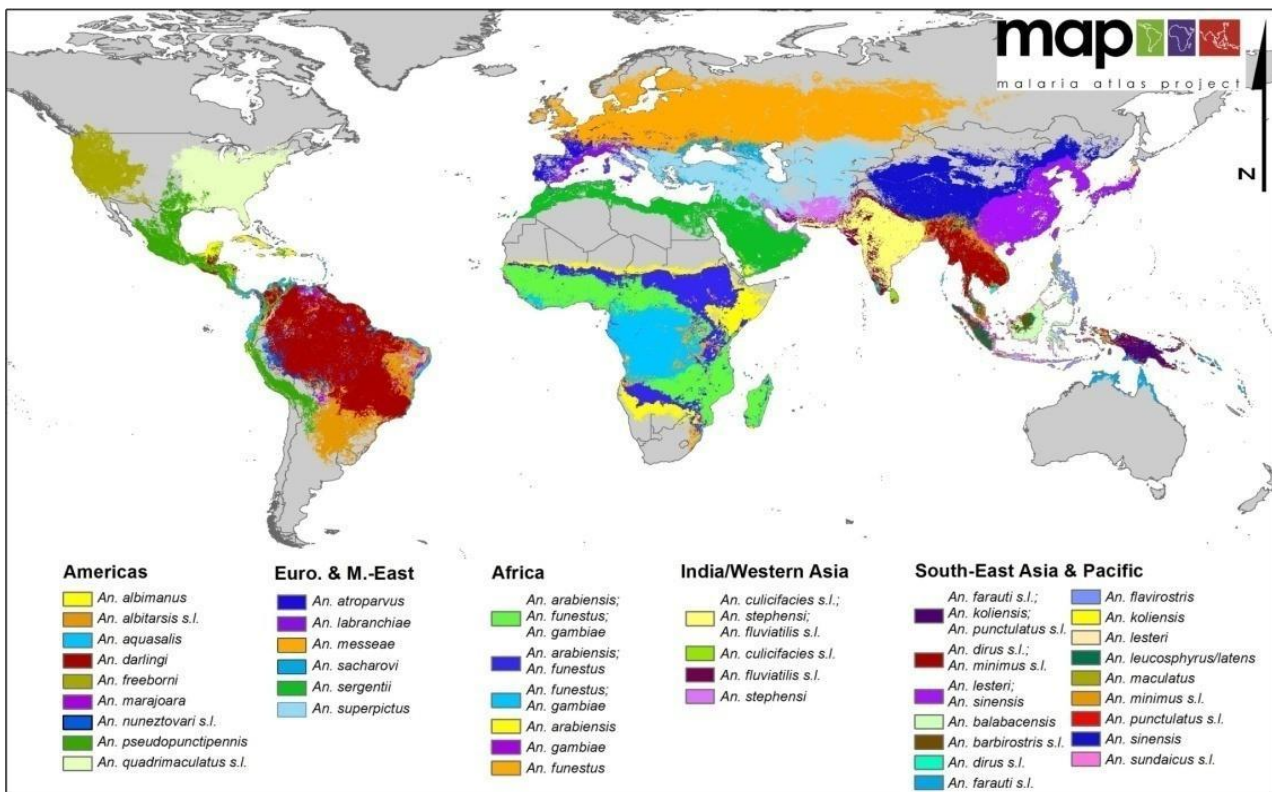 map
malaria atlas project
N
Americas
An. albimanus
An. albitarsis s.l.
An. aquasalis
An. darlingi
An. freeborni
An. marajoara
An. nuneztovari s.l.
An. pseudopunctipennis
An. quadrimaculatus s.l.
Euro. & M.-East
An. atroparvus
An. labranchiae
An. messeae
An. sacharovi
An. sergentii
An. superpictus
Africa
An. arabiensis;
An. funestus;
An. gambiae
An. arabiensis;
An. funestus
An. funestus;
An. gambiae
An. arabiensis
An. gambiae
An. funestus
India/Western Asia
An. culicifacies s.l.;
An. stephensi;
An. fluviatilis s.l.
An. culicifacies s.l.
An. fluviatilis s.l.
An. stephensi
South-East Asia & Pacific
An. farauti s.l.;
An. koliensis;
An. punctulatus s.l.
An. dirus s.l.;
An. minimus s.l.
An. lesteri;
An. sinensis
An. balabacensis
An. barbirostris s.l.
An. dirus s.l.
An. farauti s.l.
An. flavirostris
An. koliensis
An. lesteri
An. leucosphyrus/latens
An. maculatus
An. minimus s.l.
An. punctulatus s.l.
An. sinensis
An. sundaicus s.l.